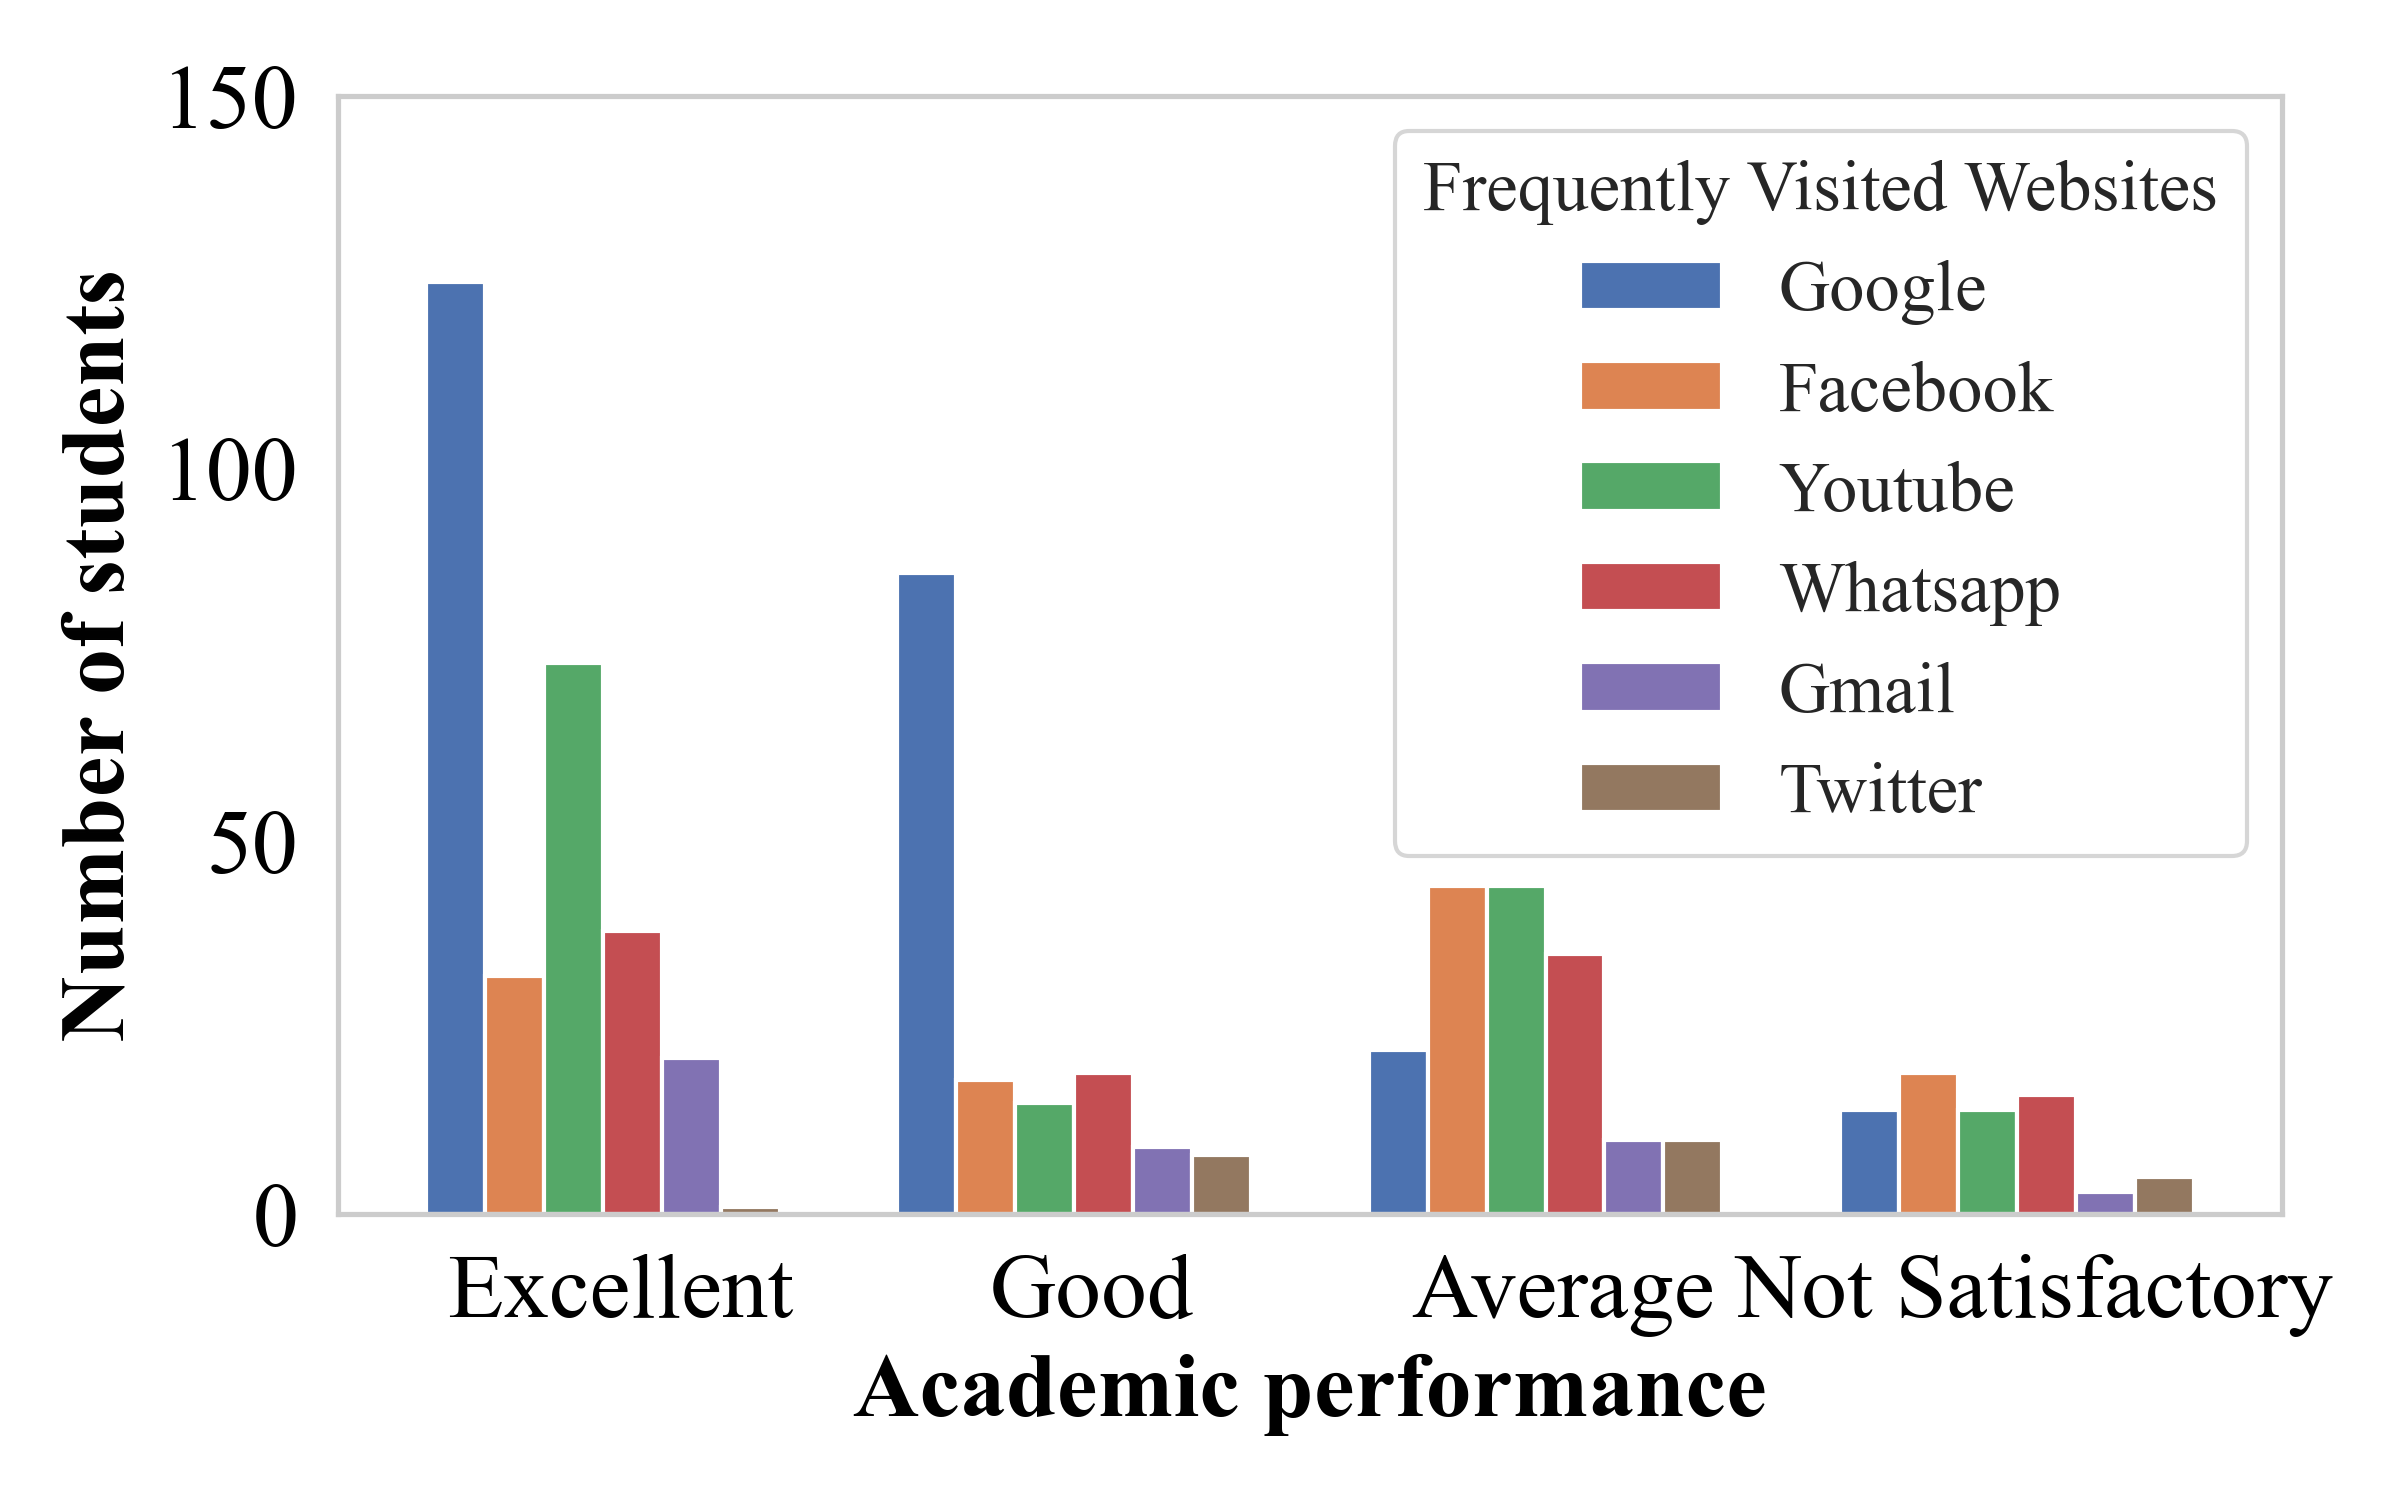 150
100
50
0
Number of students
Frequently Visited Websites
Google
Facebook
Youtube
Whatsapp
Gmail
Twitter
Excellent
Good
Average
Not Satisfactory
Academic performance